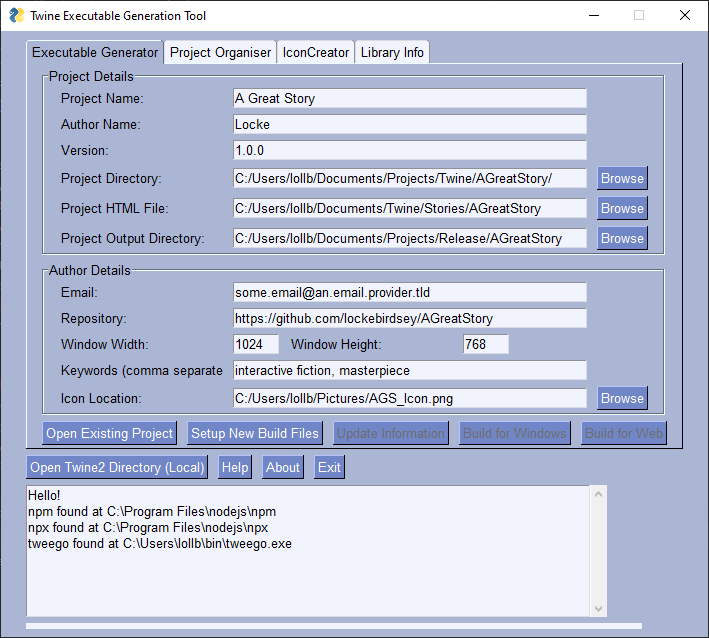 Twine Executable Generation Tool
Executable Generator Project Organiser IconCreator Library Info
Project Details
Project Name: A Great Story
Author Name: Locke
Version: 1.0.0
Project Directory: C:/Users/lollb/Documents/Projects/Twine/AGreatStory/ Browse
Project HTML File: C:/Users/lollb/Documents/Twine/Stories/AGreatStory Browse
Project Output Directory: C:/Users/lollb/Documents/Projects/Release/AGreatStory Browse
Author Details
Email: some.email@an.email.provider.tld
Repository: https://github.com/lockebirdsey/AGreatStory
Window Width: 1024 Window Height: 768
Keywords (comma separate interactive fiction, masterpiece
Icon Location: C:/Users/lollb/Pictures/AGS_Icon.png Browse
Open Existing Project Setup New Build Files Update Information Build for Windows Build for Web
Open Twine2 Directory (Local) Help About Exit
Hello!
npm found at C:\Program Files\nodejs\npm
npx found at C:\Program Files\nodejs\npx
tweego found at C:\Users\lollb\bin\tweego.exe